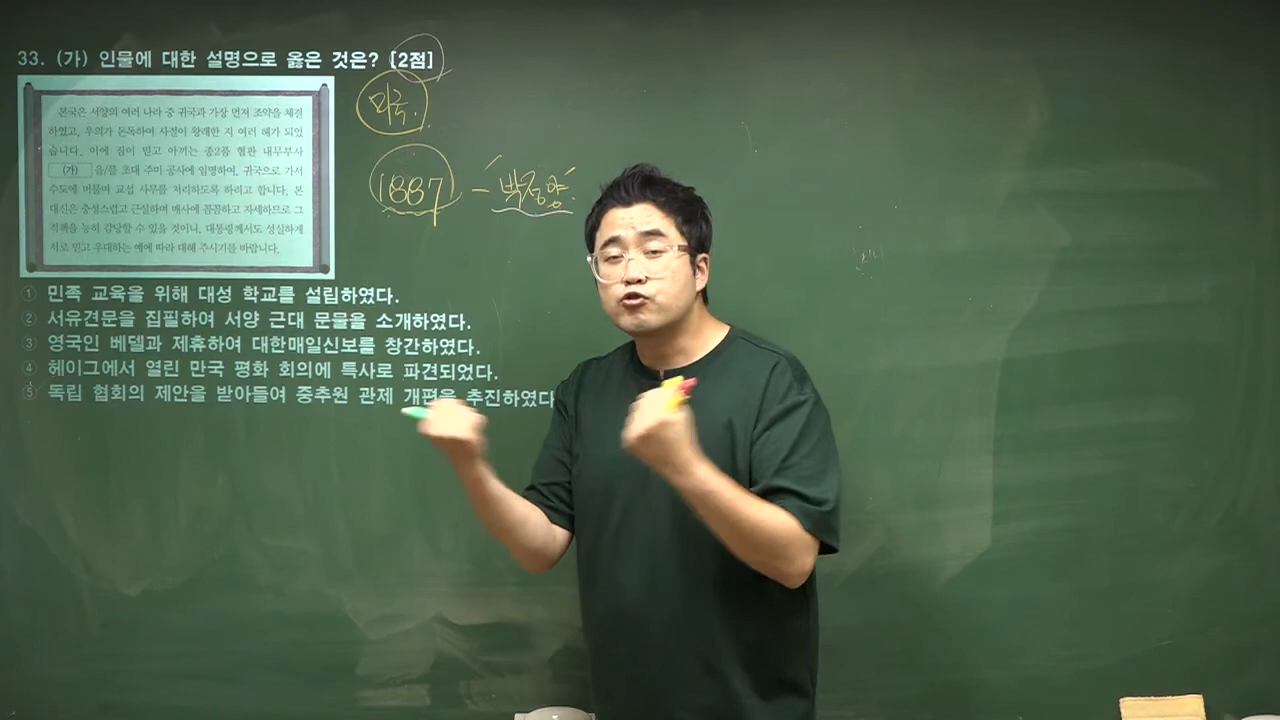 33. (가) 인물에 대한 설명으로 옳은 것은? [2점]
본국은 서양의 여러 나라 중 귀국과 가장 먼저 조약을 체결
하였고, 우의가 돈독하여 사절이 왕래한 지 여러 해가 되었
습니다. 이에 짐이 믿고 아끼는 종2품 협판 내무부사
(가) 을/를 초대 주미 공사에 임명하여, 귀국으로 가서
수도에 머물며 교섭 사무를 처리하도록 하려고 합니다. 본
대신은 충성스럽고 근실하며 매사에 꼼꼼하고 자세하므로 그
직책을 능히 감당할 수 있을 것이니, 대통령께서도 성실하게
서로 믿고 우대하는 예에 따라 대해 주시기를 바랍니다.
미국.
1887 - 박정양.
① 민족 교육을 위해 대성 학교를 설립하였다.
② 서유견문을 집필하여 서양 근대 문물을 소개하였다.
③ 영국인 베델과 제휴하여 대한매일신보를 창간하였다.
④ 헤이그에서 열린 만국 평화 회의에 특사로 파견되었다.
⑤ 독립 협회의 제안을 받아들여 중추원 관제 개편을 추진하였다